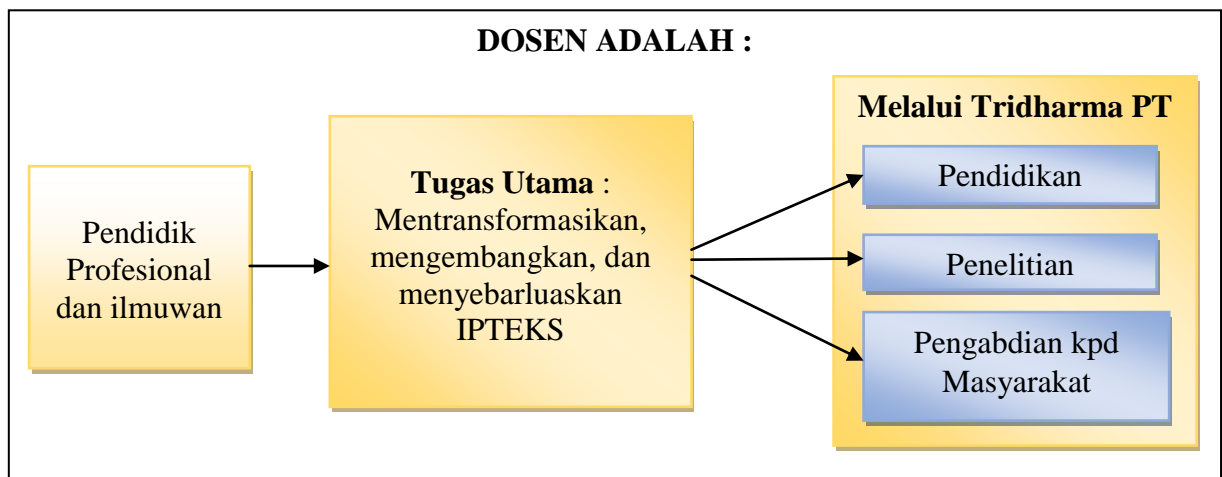 DOSEN ADALAH :
Pendidik
Profesional
dan ilmuwan
Tugas Utama :
Mentransformasikan,
mengembangkan, dan
menyebarluaskan
IPTEKS
Melalui Tridharma PT
Pendidikan
Penelitian
Pengabdian kpd
Masyarakat